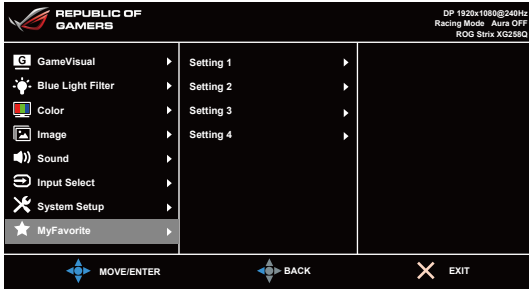 REPUBLIC OF
GAMERS
DP 1920x1080@240Hz
Racing Mode Aura OFF
ROG Strix XG258Q
G GameVisual
Blue Light Filter
Color
Image
Sound
Input Select
System Setup
MyFavorite
Setting 1
Setting 2
Setting 3
Setting 4
MOVE/ENTER
BACK
EXIT